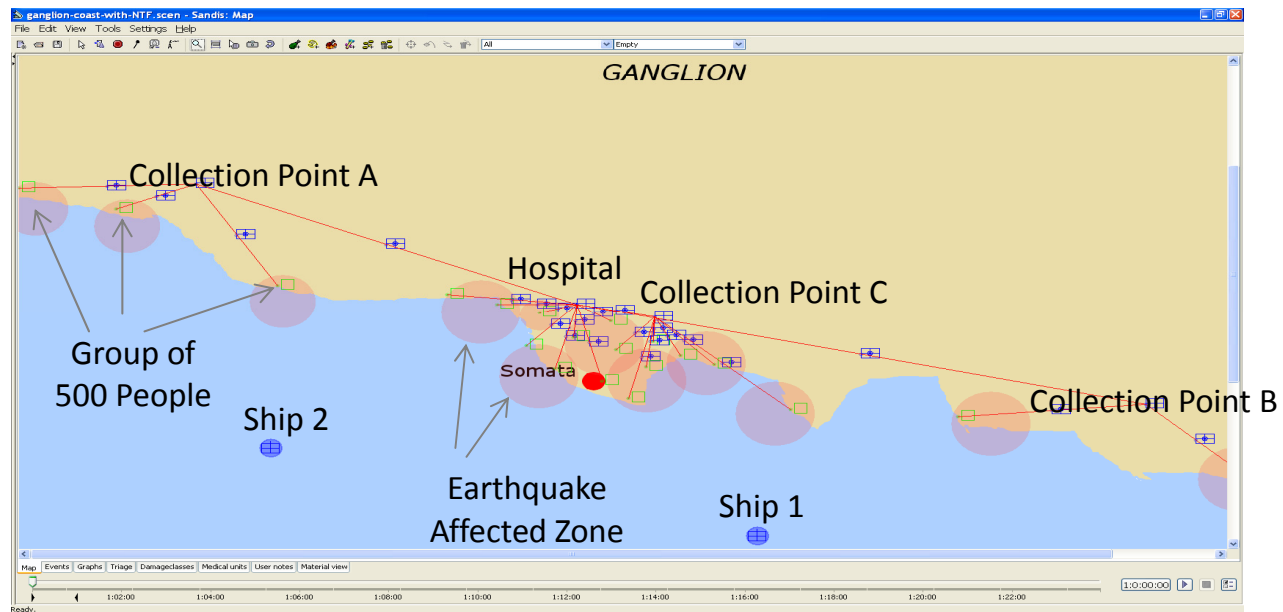 ganglion-coast-with-NTF.scen - Sandis: Map
File Edit View Tools Settings Help
All Empty
GANGLION
Collection Point A
Hospital
Collection Point C
Somata
Group of
500 People
Ship 2
Collection Point B
Earthquake
Affected Zone
Ship 1
Map Events Graphs Triage Damageclasses Medical units User notes Material view
1:0:00:00
1:02:00 1:04:00 1:06:00 1:08:00 1:10:00 1:12:00 1:14:00 1:16:00 1:18:00 1:20:00 1:22:00
Ready.